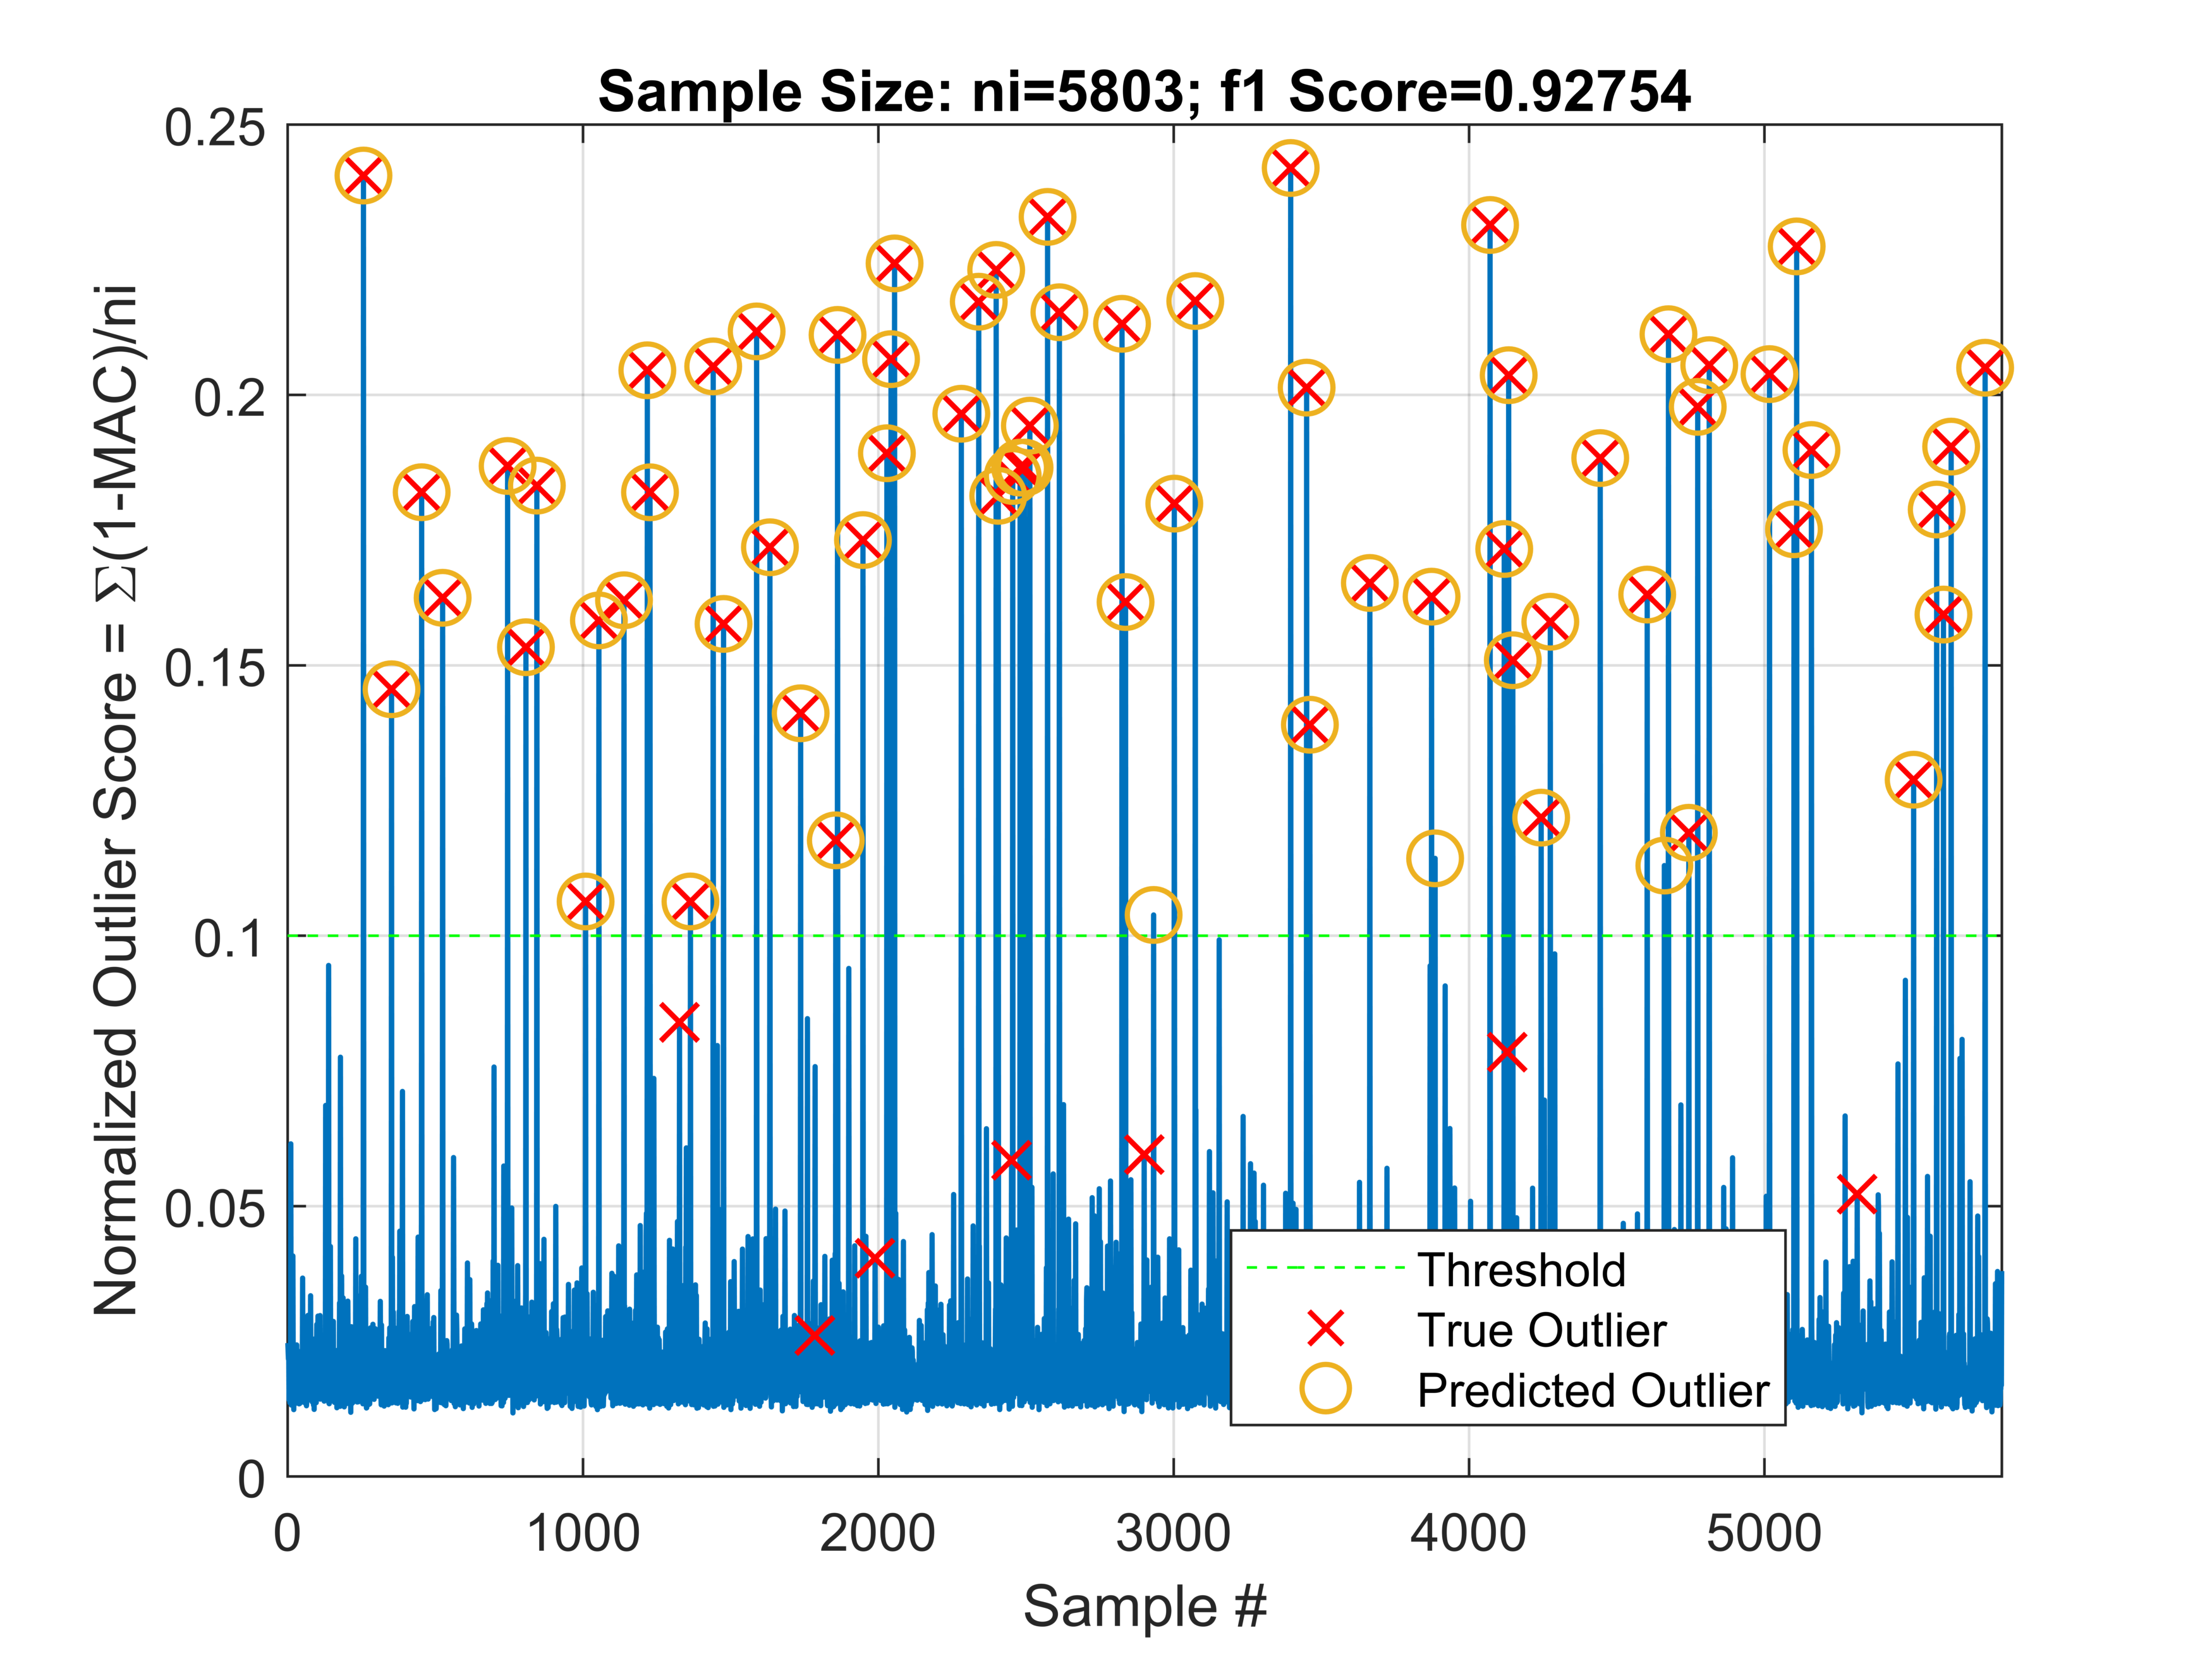 Sample Size: ni=5803; f1 Score=0.92754
Normalized Outlier Score = Σ(1-MAC)/ni
0.25
0.2
0.15
0.1
0.05
0
0 1000 2000 3000 4000 5000
Sample #
Threshold
True Outlier
Predicted Outlier